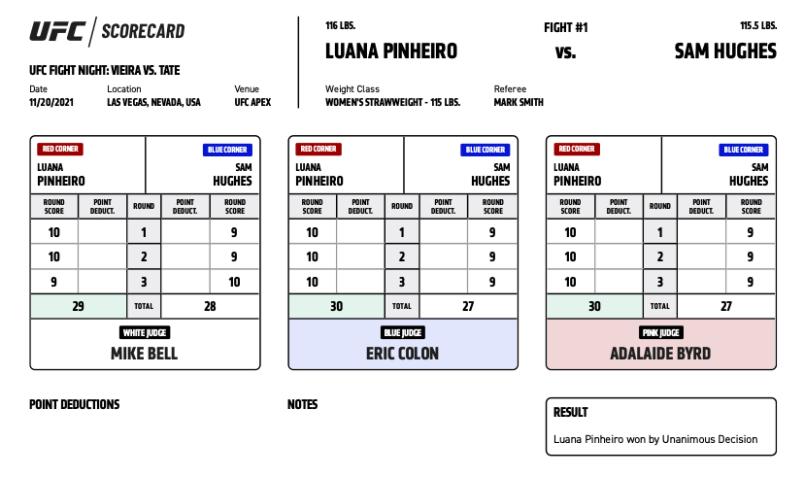 UFC SCORECARD
UFC FIGHT NIGHT: VIEIRA VS. TATE
Date Location Venue
11/20/2021 LAS VEGAS, NEVADA, USA UFC APEX
116 LBS. FIGHT #1 115.5 LBS.
LUANA PINHEIRO VS. SAM HUGHES
Weight Class Referee
WOMEN'S STRAWWEIGHT - 115 LBS. MARK SMITH
RED CORNER BLUE CORNER
LUANA SAM
PINHEIRO HUGHES
ROUND SCORE POINT DEDUCT. ROUND POINT DEDUCT. ROUND SCORE
10 1 9
10 2 9
9 3 10
29 TOTAL 28
WHITE JUDGE
MIKE BELL
RED CORNER BLUE CORNER
LUANA SAM
PINHEIRO HUGHES
ROUND SCORE POINT DEDUCT. ROUND POINT DEDUCT. ROUND SCORE
10 1 9
10 2 9
10 3 9
30 TOTAL 27
BLUE JUDGE
ERIC COLON
RED CORNER BLUE CORNER
LUANA SAM
PINHEIRO HUGHES
ROUND SCORE POINT DEDUCT. ROUND POINT DEDUCT. ROUND SCORE
10 1 9
10 2 9
10 3 9
30 TOTAL 27
PINK JUDGE
ADALAIDE BYRD
POINT DEDUCTIONS
NOTES
RESULT
Luana Pinheiro won by Unanimous Decision